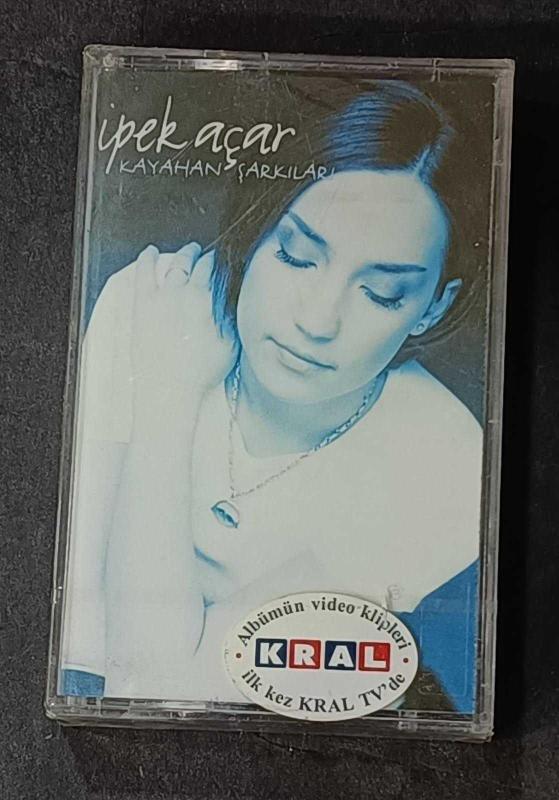 ipek açar
KAYAHAN ŞARKILARI
Albümün video klipleri
KRAL
ilk kez KRAL TV'de